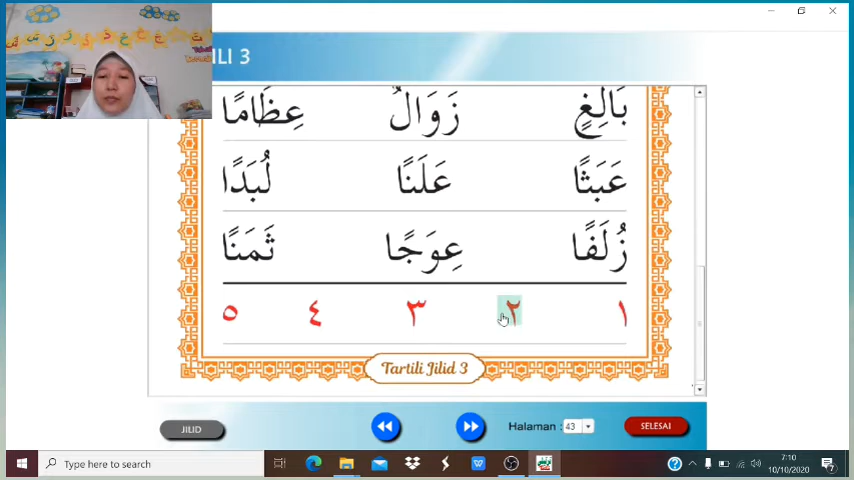 TILI 3
بَالِغٍ زَوَالٌ عِظَامًا
عَبَثًا عَلَنًا لُبَدًا
زُلَفًا عِوَجًا ثَمَنًا
١ ٢ ٣ ٤ ٥
Tartili Jilid 3
JILID
Halaman : 43
SELESAI
Type here to search
7:10
10/10/2020